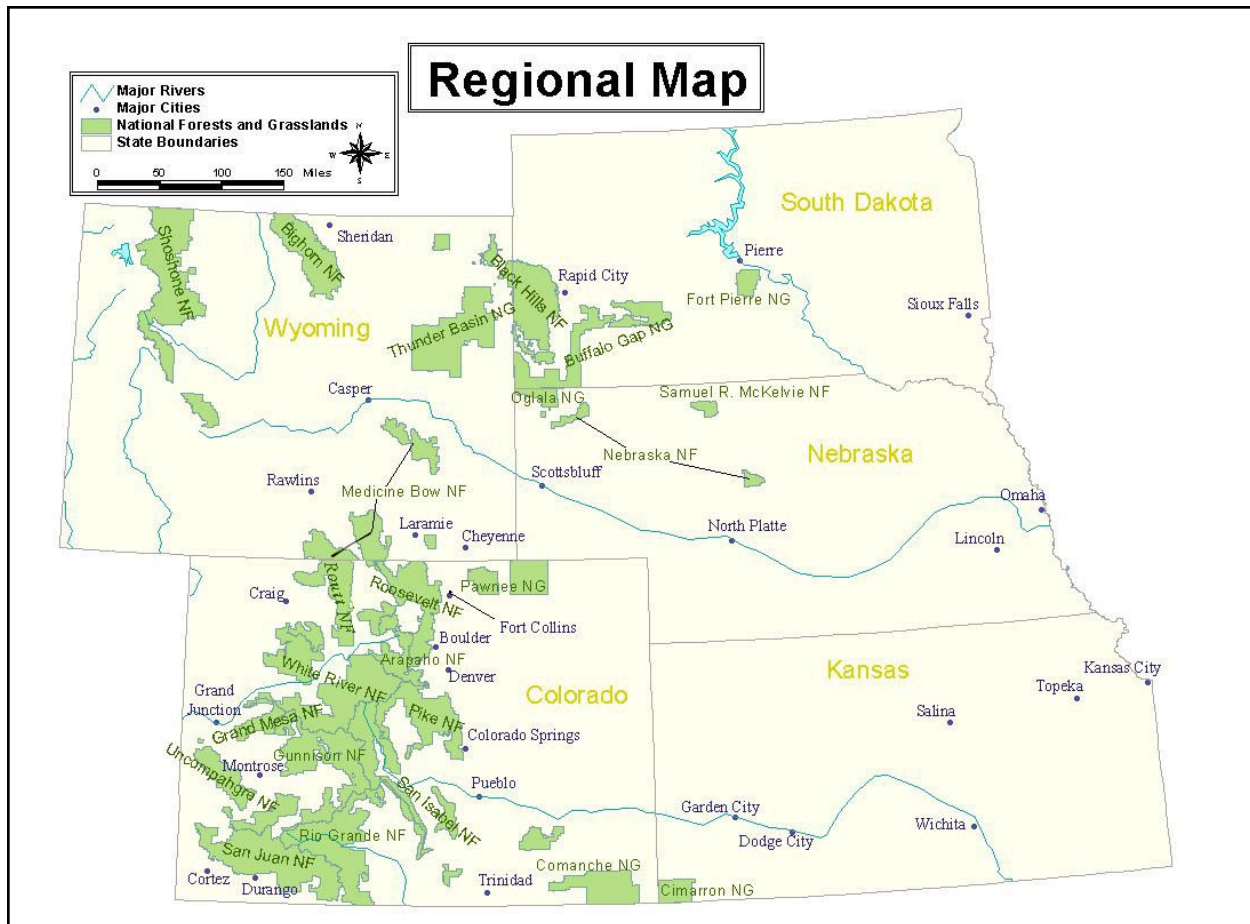 Regional Map
Major Rivers
Major Cities
National Forests and Grasslands
State Boundaries
N
W E
S
0 50 100 150 Miles
South Dakota
Shoshone NF
Bighorn NF
Sheridan
Black Hills NF
Rapid City
Pierre
Fort Pierre NG
Sioux Falls
Wyoming
Thunder Basin NG
Buffalo Gap NG
Casper
Oglala NG
Samuel R. McKelvie NF
Nebraska NF
Nebraska
Scottsbluff
Rawlins
Medicine Bow NF
Laramie
Cheyenne
North Platte
Omaha
Lincoln
Routt NF
Roosevelt NF
Pawnee NG
Craig
Fort Collins
Boulder
Arapaho NF
Denver
White River NF
Colorado
Kansas
Kansas City
Topeka
Salina
Grand
Junction
Grand Mesa NF
Pike NF
Colorado Springs
Gunnison NF
Montrose
Uncompahgre NF
San Isabel NF
Pueblo
Garden City
Dodge City
Wichita
Rio Grande NF
San Juan NF
Cortez
Durango
Trinidad
Comanche NG
Cimarron NG